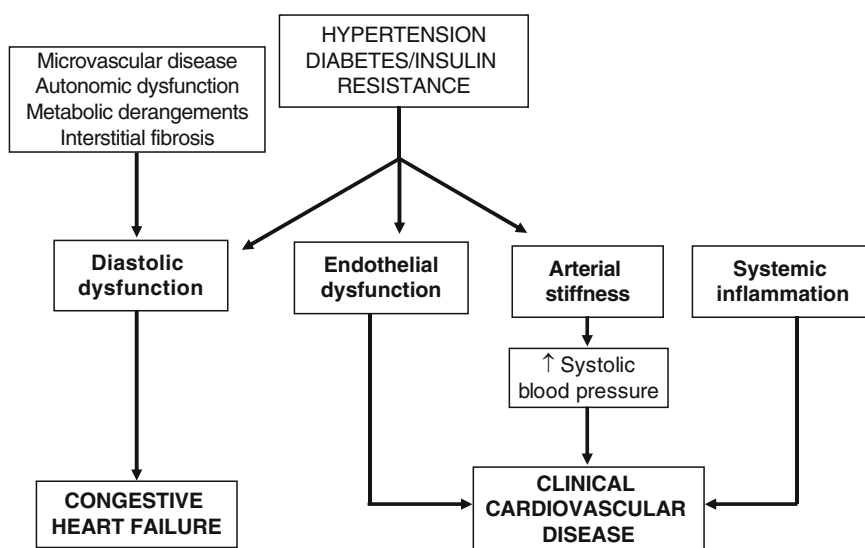 Microvascular disease
Autonomic dysfunction
Metabolic derangements
Interstitial fibrosis
HYPERTENSION
DIABETES/INSULIN
RESISTANCE
Diastolic
dysfunction
Endothelial
dysfunction
Arterial
stiffness
Systemic
inflammation
↑ Systolic
blood pressure
CONGESTIVE
HEART FAILURE
CLINICAL
CARDIOVASCULAR
DISEASE